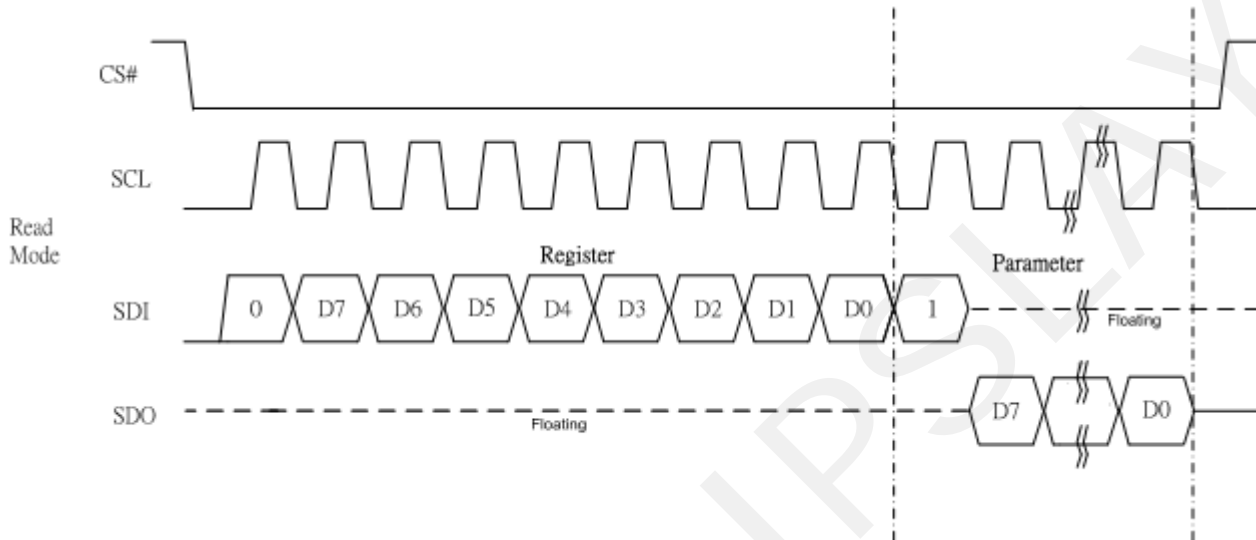 CS#
SCL
Read
Mode
Register
Parameter
SDI
0 D7 D6 D5 D4 D3 D2 D1 D0 1
Floating
SDO
Floating
D7 D0
IPSLAY